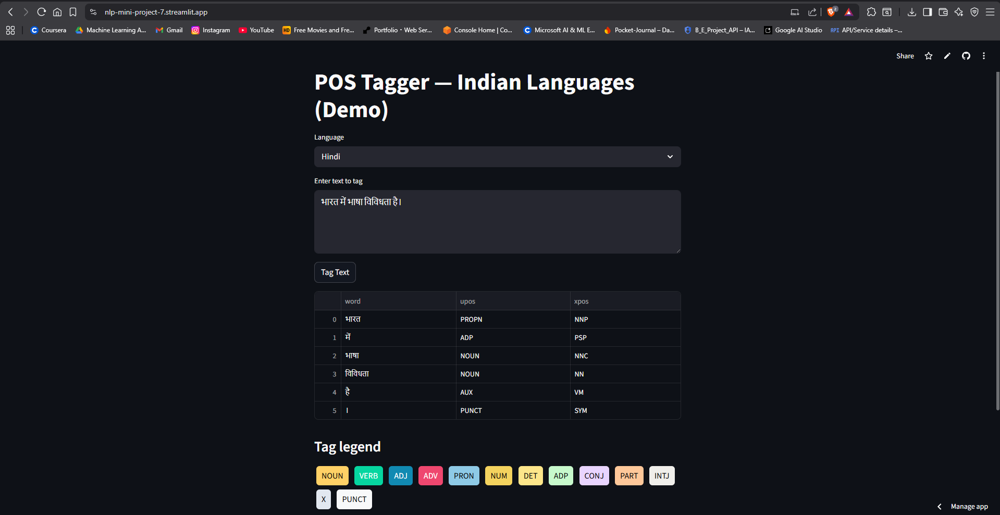 nlp-mini-project-7.streamlit.app
2
Coursera
Machine Learning A...
Gmail
Instagram
YouTube
HD
Free Movies and Fre...
Portfolio • Web Ser...
Console Home | Co...
Microsoft AI & ML E...
Pocket-Journal – Da...
B_E_Project_API – IA...
Google AI Studio
API
API/Service details –...
Share
POS Tagger — Indian Languages
(Demo)
Language
Hindi
Enter text to tag
भारत में भाषा विविधता है।
Tag Text
word upos xpos
0 भारत PROPN NNP
1 में ADP PSP
2 भाषा NOUN NNC
3 विविधता NOUN NN
4 है AUX VM
5 । PUNCT SYM
Tag legend
NOUN VERB ADJ ADV PRON NUM DET ADP CONJ PART INTJ
X PUNCT
Manage app